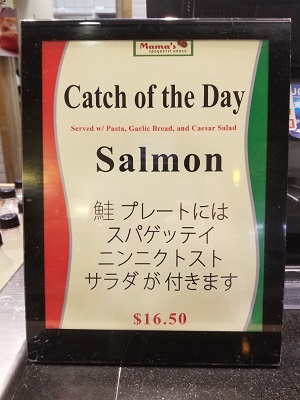 Mama's
SPAGHETTI HOUSE
Catch of the Day
Served w/ Pasta, Garlic Bread, and Caesar Salad
Salmon
鮭 プレートには
スパゲッテイ
ニンニクトスト
サラダ が 付きます
$16.50